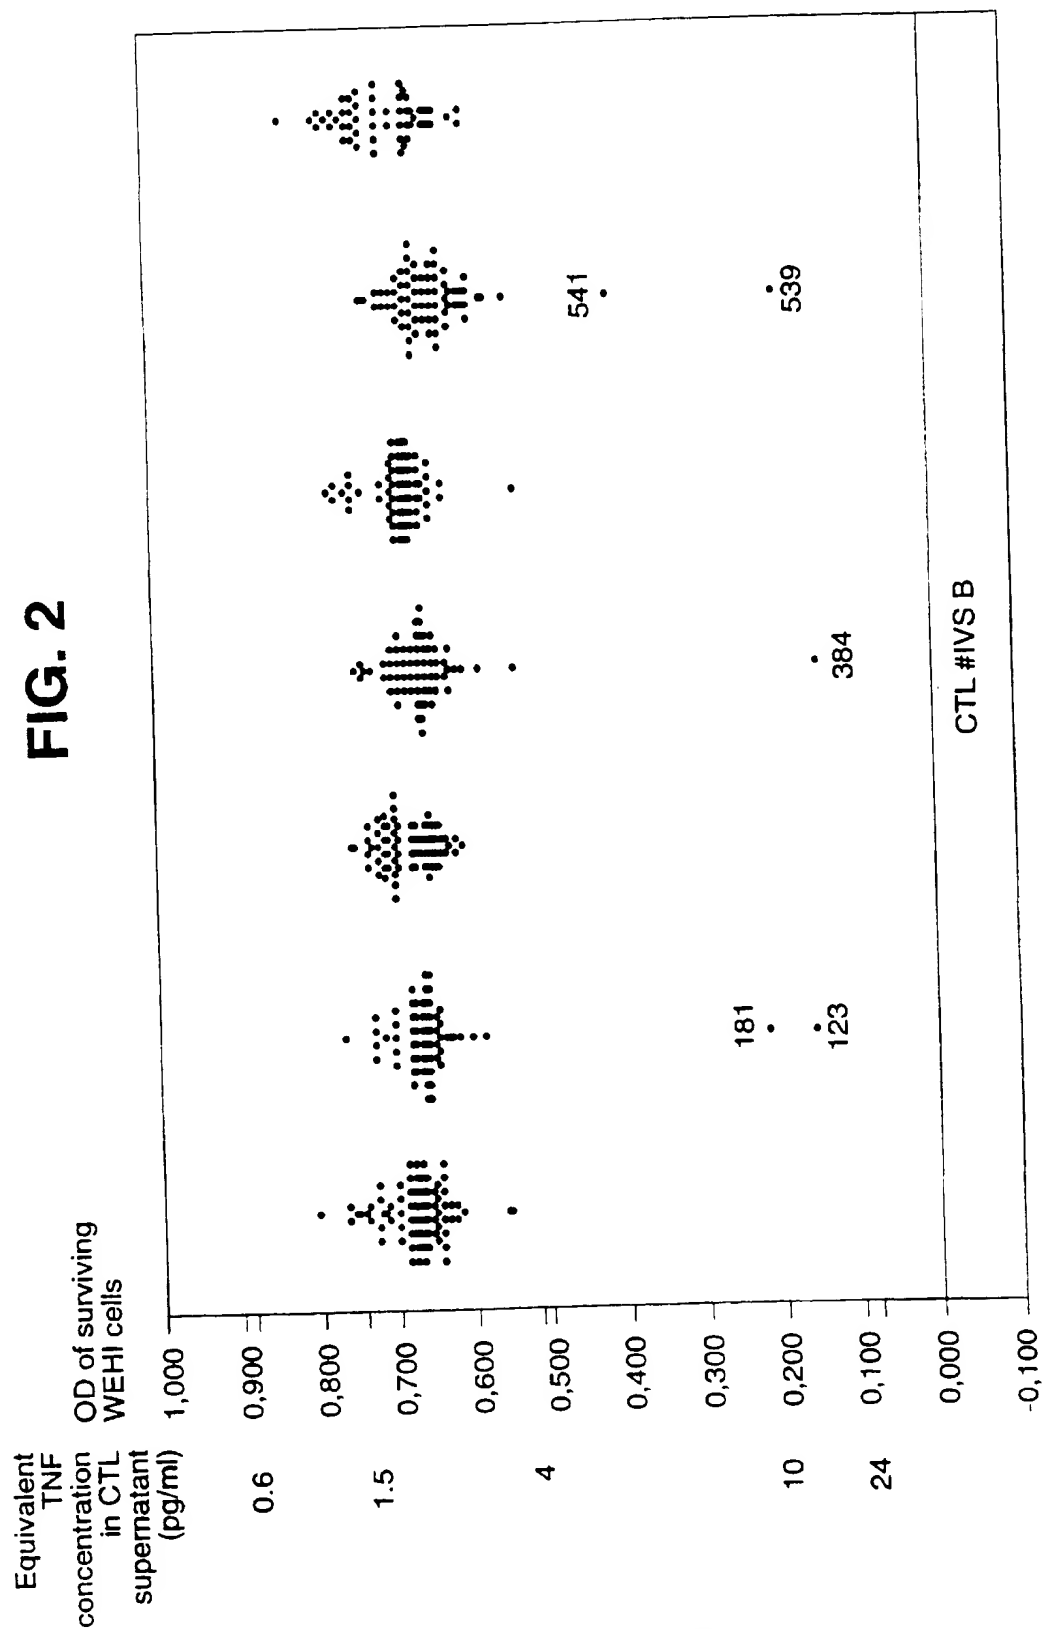 FIG. 2
Equivalent
TNF
concentration
in CTL
supernatant
(pg/ml)
OD of surviving
WEHI cells
1,000
0,900
0,800
0,700
0,600
0,500
0,400
0,300
0,200
0,100
0,000
-0,100
0.6
1.5
4
10
24
181
123
384
541
539
CTL #IVS B